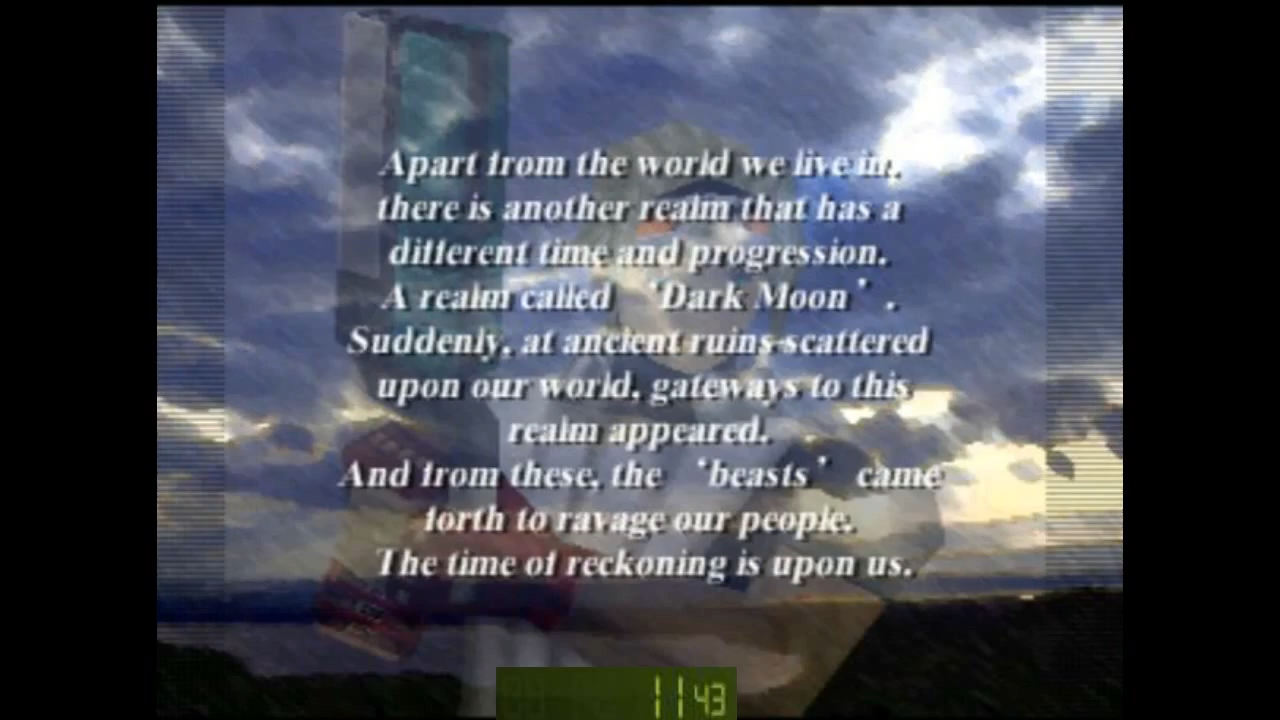 Apart from the world we live in,
there is another realm that has a
different time and progression.
A realm called 'Dark Moon'.
Suddenly, at ancient ruins scattered
upon our world, gateways to this
realm appeared.
And from these, the 'beasts' came
forth to ravage our people.
The time of reckoning is upon us.
11 43